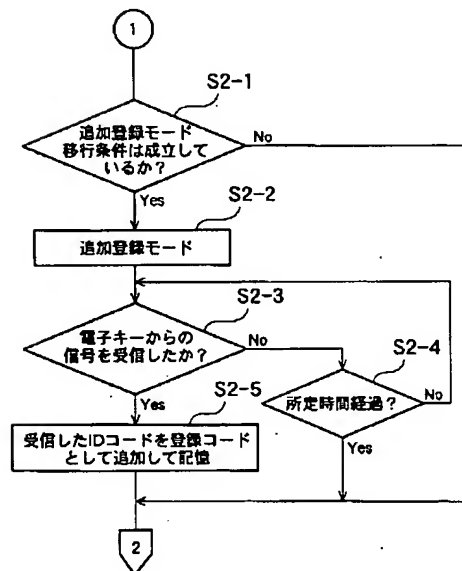 1
S2-1
追加登録モード
移行条件は成立して
いるか?
No
Yes
S2-2
追加登録モード
S2-3
電子キーからの
信号を受信したか?
No
S2-4
Yes
S2-5
所定時間経過?
No
受信したIDコードを登録コード
として追加して記憶
Yes
2